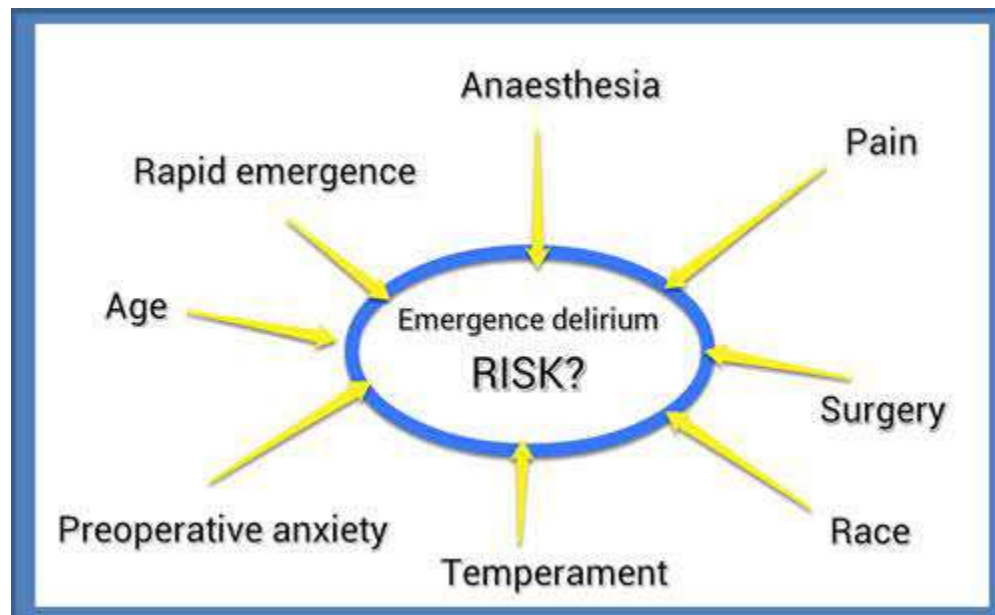 Anaesthesia
Pain
Rapid emergence
Age
Emergence delirium
RISK?
Surgery
Preoperative anxiety
Race
Temperament